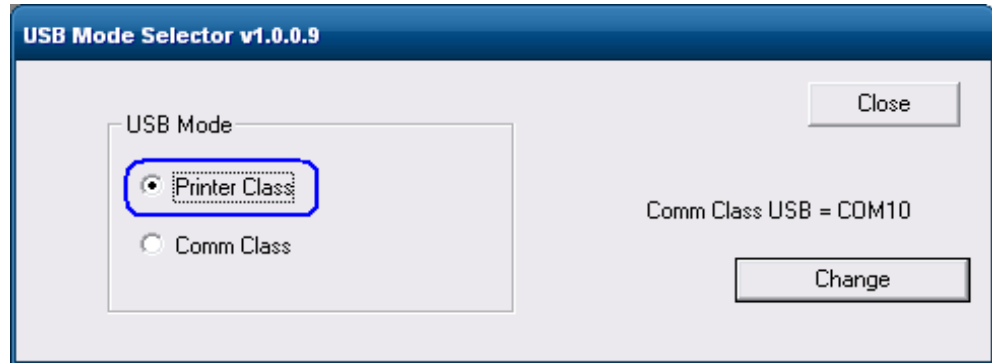 USB Mode Selector v1.0.0.9
Close
USB Mode
Printer Class
Comm Class USB = COM10
Comm Class
Change